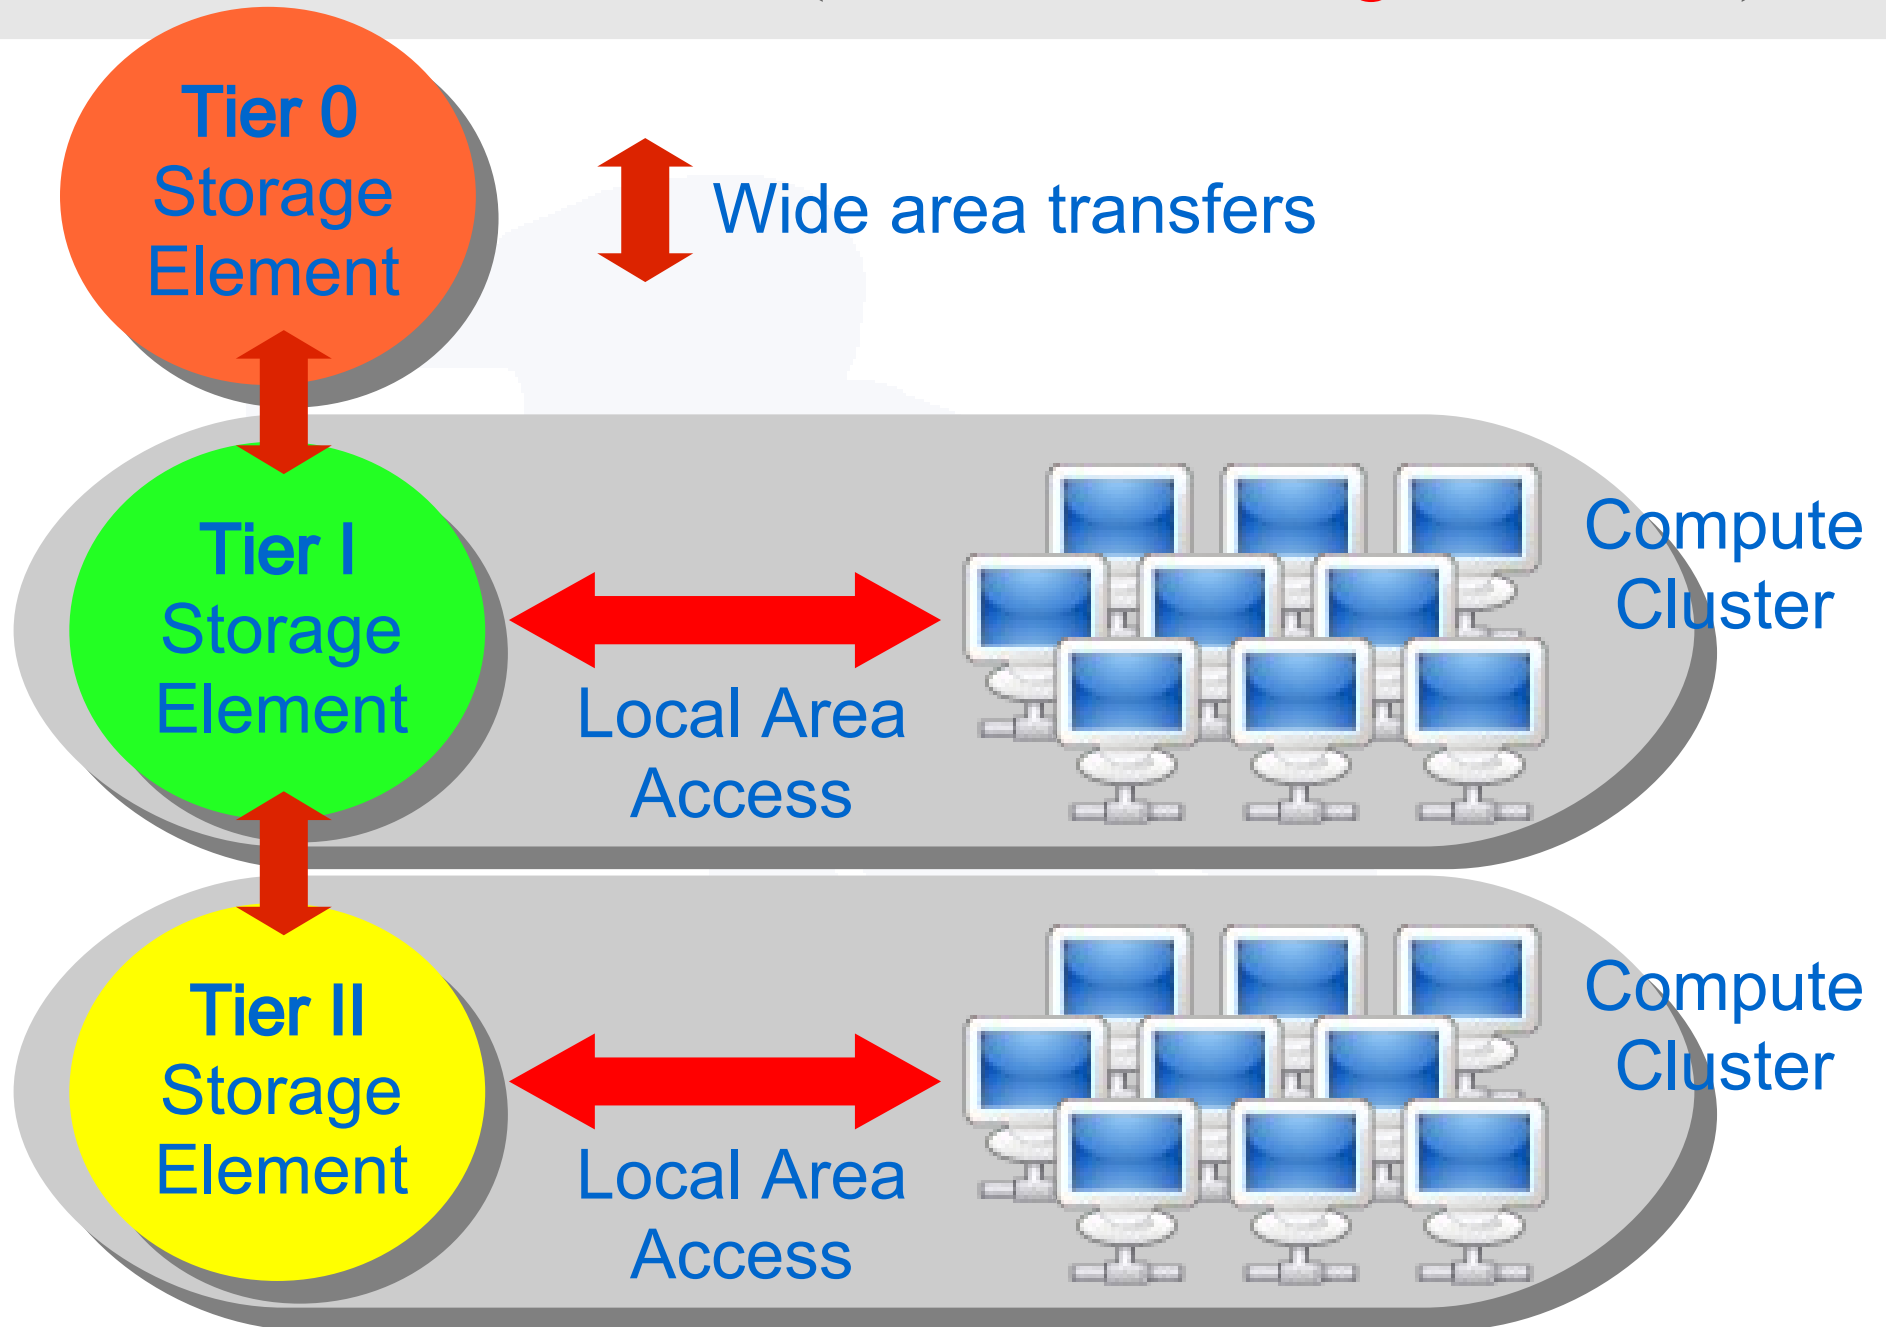 Tier 0
Storage
Element
Wide area transfers
Tier I
Storage
Element
Local Area
Access
Compute
Cluster
Tier II
Storage
Element
Local Area
Access
Compute
Cluster